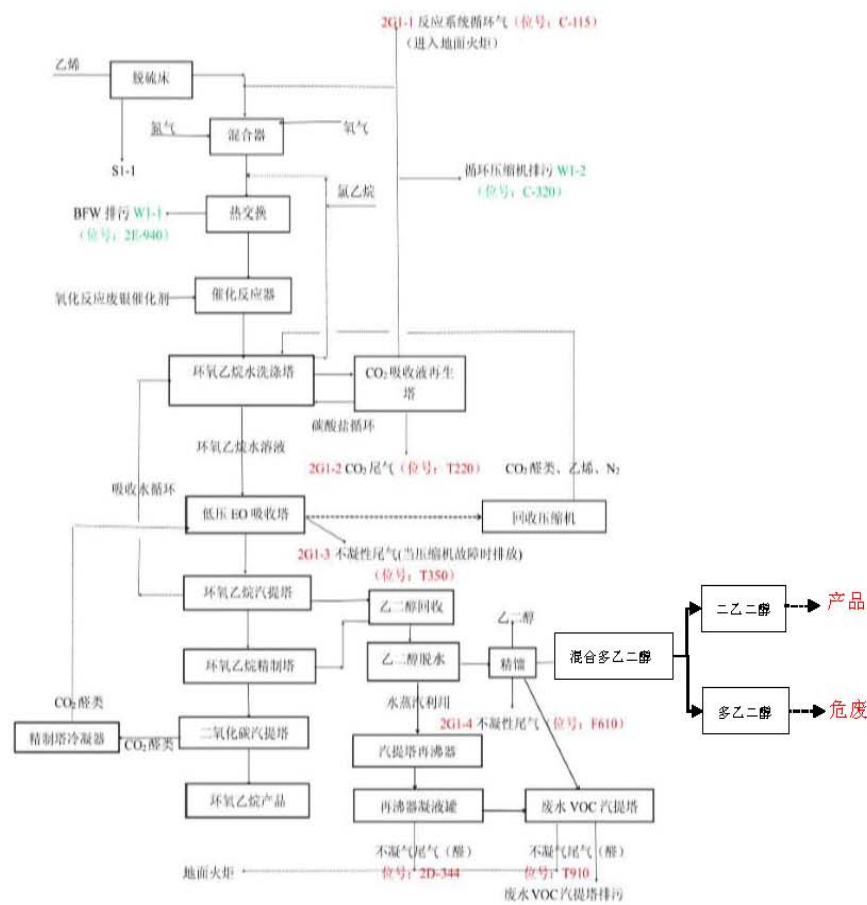 2G1-1 反应系统循环气（位号：C-115）
（进入地面火炬）
乙烯
脱硫床
氮气
混合器
氧气
S1-1
循环压缩机排污 W1-2
（位号：C-320）
氯乙烷
BFW 排污 W1-1
（位号：2E-940）
热交换
氧化反应废银催化剂
催化反应器
环氧乙烷水洗涤塔
CO₂吸收液再生
塔
碳酸盐循环
环氧乙烷水溶液
2G1-2 CO₂尾气（位号：T220）
CO₂醛类、乙烯、N₂
吸收水循环
低压 EO 吸收塔
回收压缩机
2G1-3 不凝性尾气(当压缩机故障时排放)
（位号：T350）
环氧乙烷汽提塔
乙二醇回收
乙二醇
二乙二醇
产品
环氧乙烷精制塔
乙二醇脱水
精馏
混合多乙二醇
CO₂醛类
水蒸汽利用
2G1-4 不凝性尾气（位号：F610）
多乙二醇
危废
精制塔冷凝器
CO₂醛类
二氧化碳汽提塔
汽提塔再沸器
环氧乙烷产品
再沸器凝液罐
废水 VOC 汽提塔
不凝气尾气（醛）
不凝气尾气（醛）
地面火炬
位号：2D-344
位号：T910
废水VOC汽提塔排污